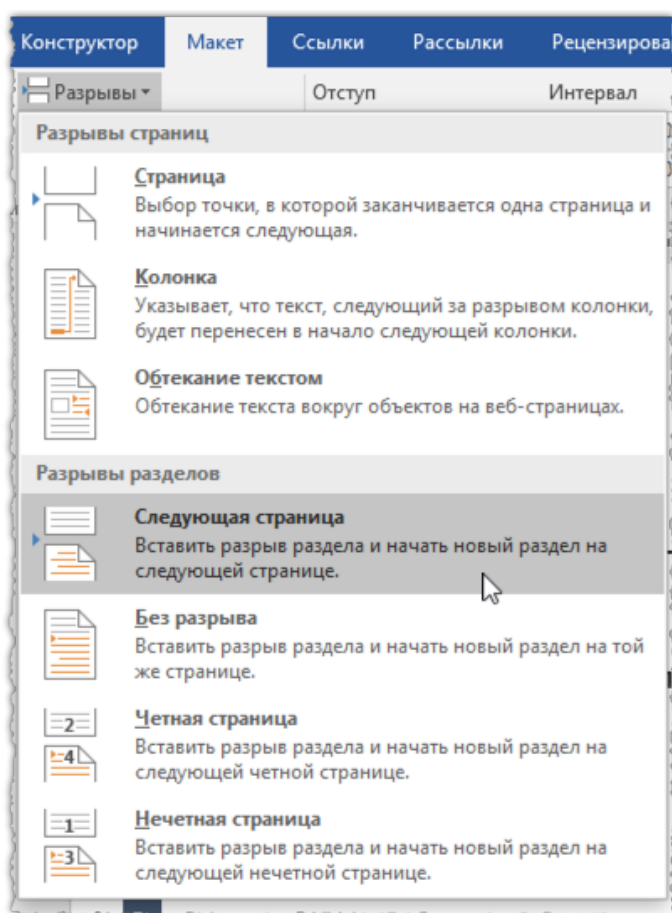 Конструктор Макет Ссылки Рассылки Рецензирова
Разрывы Отступ Интервал
Разрывы страниц
Страница
Выбор точки, в которой заканчивается одна страница и
начинается следующая.
Колонка
Указывает, что текст, следующий за разрывом колонки,
будет перенесен в начало следующей колонки.
Обтекание текстом
Обтекание текста вокруг объектов на веб-страницах.
Разрывы разделов
Следующая страница
Вставить разрыв раздела и начать новый раздел на
следующей странице.
Без разрыва
Вставить разрыв раздела и начать новый раздел на той
же странице.
2
4
Четная страница
Вставить разрыв раздела и начать новый раздел на
следующей четной странице.
1
3
Нечетная страница
Вставить разрыв раздела и начать новый раздел на
следующей нечетной странице.